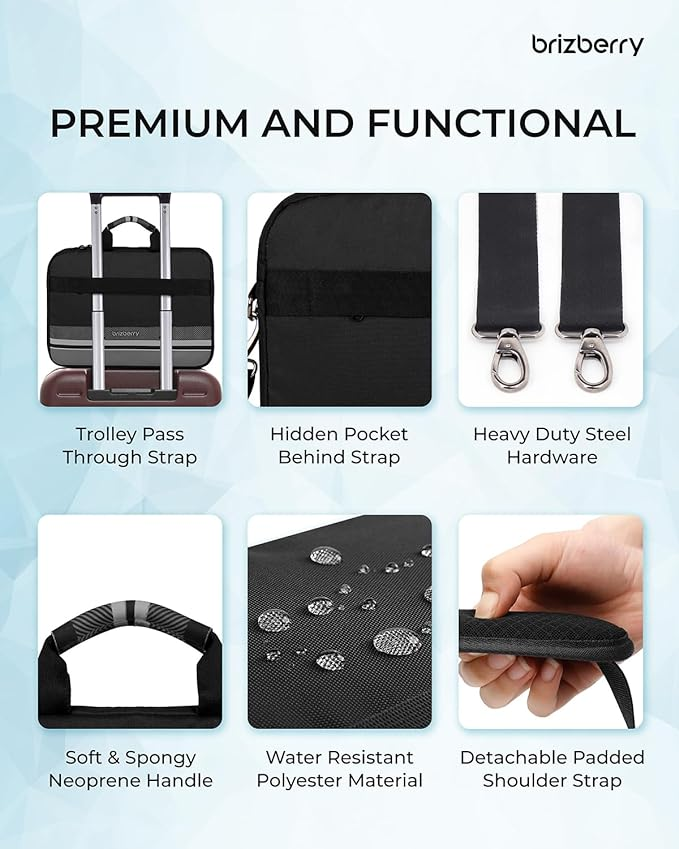 brizberry
PREMIUM AND FUNCTIONAL
brizberry
Trolley Pass
Through Strap
Hidden Pocket
Behind Strap
Heavy Duty Steel
Hardware
Soft & Spongy
Neoprene Handle
Water Resistant
Polyester Material
Detachable Padded
Shoulder Strap